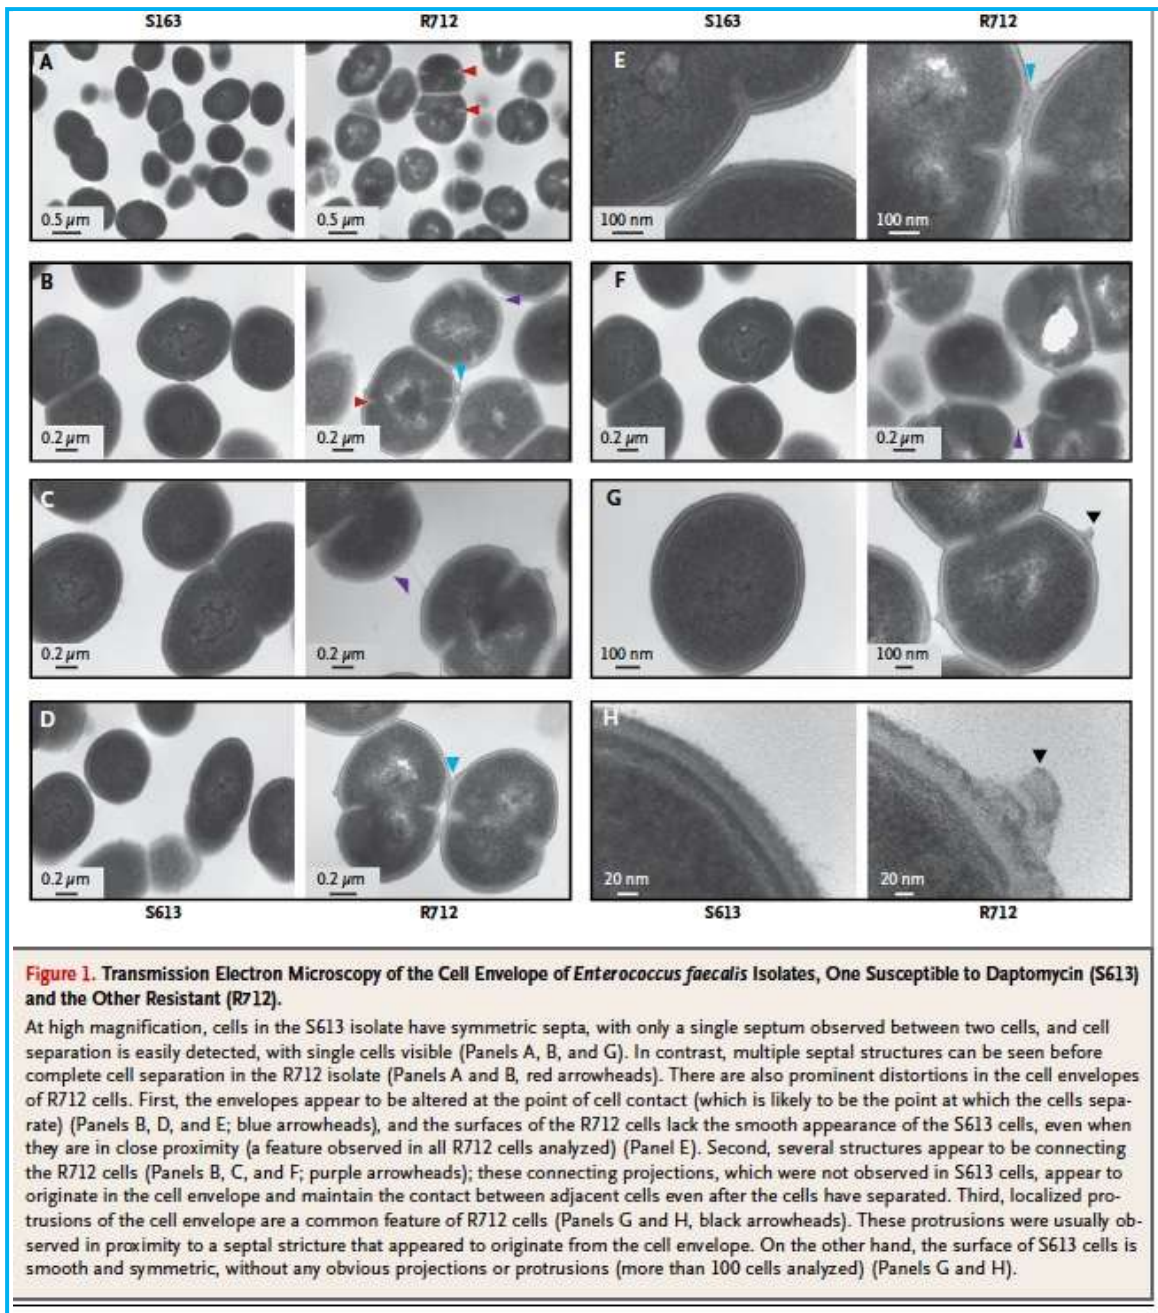 S163 R712 S163 R712
A E
0.5 µm 0.5 µm 100 nm 100 nm
B F
0.2 µm 0.2 µm 0.2 µm 0.2 µm
C G
0.2 µm 0.2 µm 100 nm 100 nm
D H
0.2 µm 0.2 µm 20 nm 20 nm
S613 R712 S613 R712
Figure 1. Transmission Electron Microscopy of the Cell Envelope of Enterococcus faecalis Isolates, One Susceptible to Daptomycin (S613)
and the Other Resistant (R712).
At high magnification, cells in the S613 isolate have symmetric septa, with only a single septum observed between two cells, and cell
separation is easily detected, with single cells visible (Panels A, B, and G). In contrast, multiple septal structures can be seen before
complete cell separation in the R712 isolate (Panels A and B, red arrowheads). There are also prominent distortions in the cell envelopes
of R712 cells. First, the envelopes appear to be altered at the point of cell contact (which is likely to be the point at which the cells sepa-
rate) (Panels B, D, and E; blue arrowheads), and the surfaces of the R712 cells lack the smooth appearance of the S613 cells, even when
they are in close proximity (a feature observed in all R712 cells analyzed) (Panel E). Second, several structures appear to be connecting
the R712 cells (Panels B, C, and F; purple arrowheads); these connecting projections, which were not observed in S613 cells, appear to
originate in the cell envelope and maintain the contact between adjacent cells even after the cells have separated. Third, localized pro-
trusions of the cell envelope are a common feature of R712 cells (Panels G and H, black arrowheads). These protrusions were usually ob-
served in proximity to a septal stricture that appeared to originate from the cell envelope. On the other hand, the surface of S613 cells is
smooth and symmetric, without any obvious projections or protrusions (more than 100 cells analyzed) (Panels G and H).